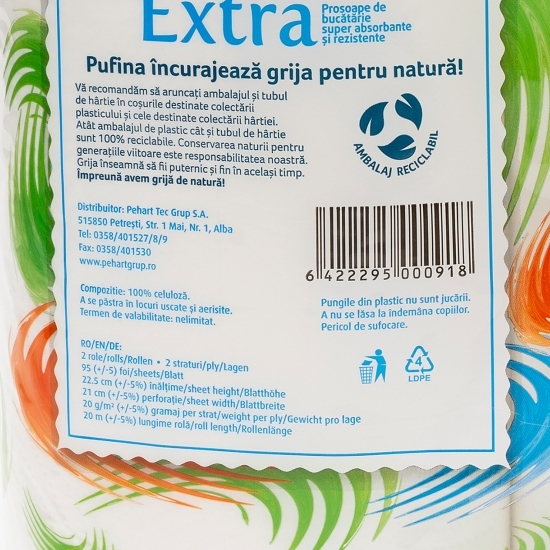 Extra
Prosoape de
bucătărie
super absorbante
și rezistente
Pufina încurajează grija pentru natură!
Vă recomandăm să aruncați ambalajul și tubul
de hârtie în coșurile destinate colectării
plasticului și cele destinate colectării hârtiei.
Atât ambalajul de plastic cât și tubul de hârtie
sunt 100% reciclabile. Conservarea naturii pentru
generațiile viitoare este responsabilitatea noastră.
Grija înseamnă să fii puternic și fin în același timp.
Împreună avem grijă de natură!
AMBALAJ RECICLABIL
Distribuitor: Pehart Tec Grup S.A.
515850 Petrești, Str. 1 Mai, Nr. 1, Alba
Tel: 0358/401527/8/9
Fax: 0358/401530
www.pehartgrup.ro
6 422295 000918
Compozitie: 100% celuloză.
A se păstra în locuri uscate și aerisite.
Termen de valabilitate: nelimitat.
Pungile din plastic nu sunt jucării.
A nu se lăsa la îndemâna copiilor.
Pericol de sufocare.
RO/EN/DE:
2 role/rolls/Rollen • 2 straturi/ply/Lagen
95 (+/-5) foi/sheets/Blatt
22.5 cm (+/-5%) înălțime/sheet height/Blatthöhe
21 cm (+/-5%) perforație/sheet width/Blattbreite
20 g/m² (+/-5%) gramaj per strat/weight per ply/Gewicht pro lage
20 m (+/-5%) lungime rolă/roll length/Rollenlänge
4
LDPE